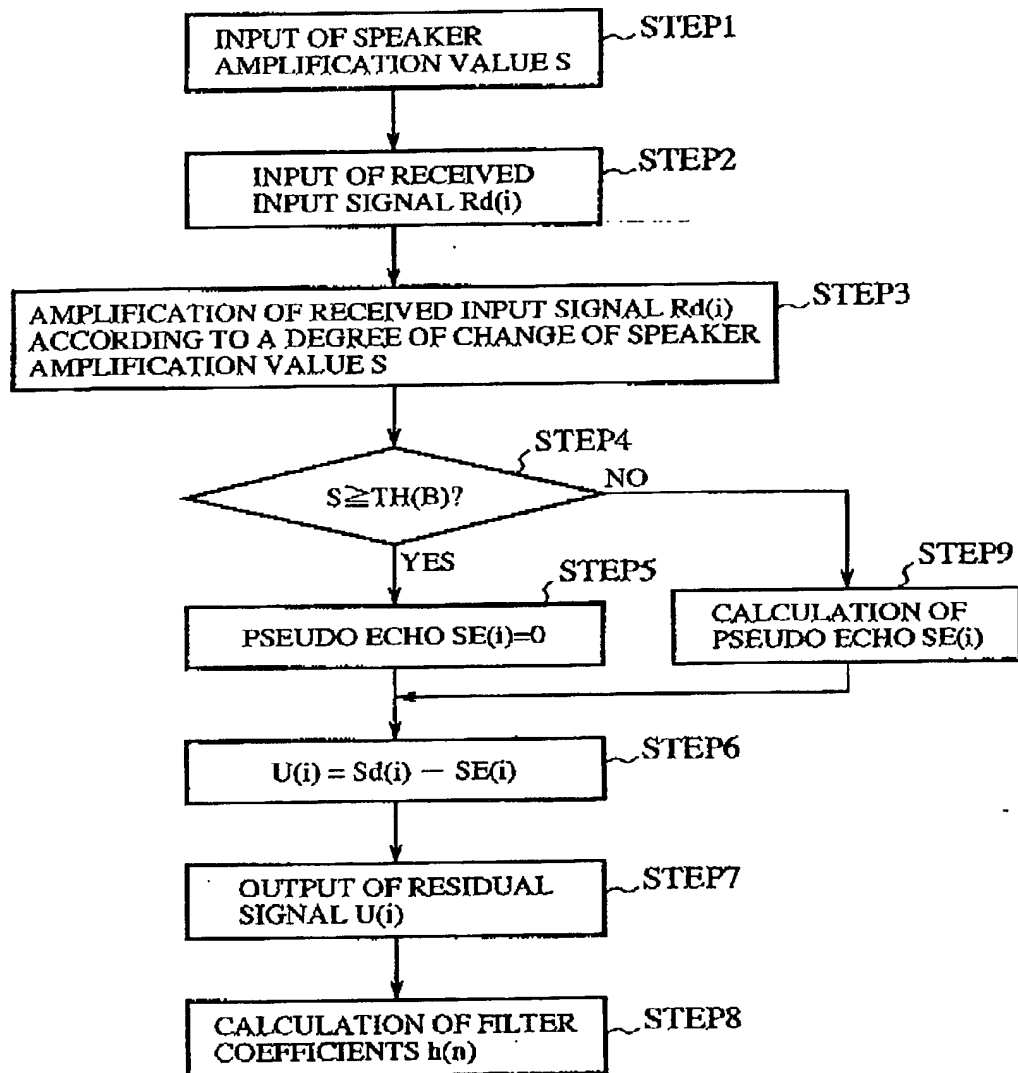 INPUT OF SPEAKER
AMPLIFICATION VALUE S
STEP1
INPUT OF RECEIVED
INPUT SIGNAL Rd(i)
STEP2
AMPLIFICATION OF RECEIVED INPUT SIGNAL Rd(i)
ACCORDING TO A DEGREE OF CHANGE OF SPEAKER
AMPLIFICATION VALUE S
STEP3
STEP4
S≧TH(B)?
NO
YES
STEP5
PSEUDO ECHO SE(i)=0
STEP9
CALCULATION OF
PSEUDO ECHO SE(i)
STEP6
U(i) = Sd(i) − SE(i)
STEP7
OUTPUT OF RESIDUAL
SIGNAL U(i)
STEP8
CALCULATION OF FILTER
COEFFICIENTS h(n)